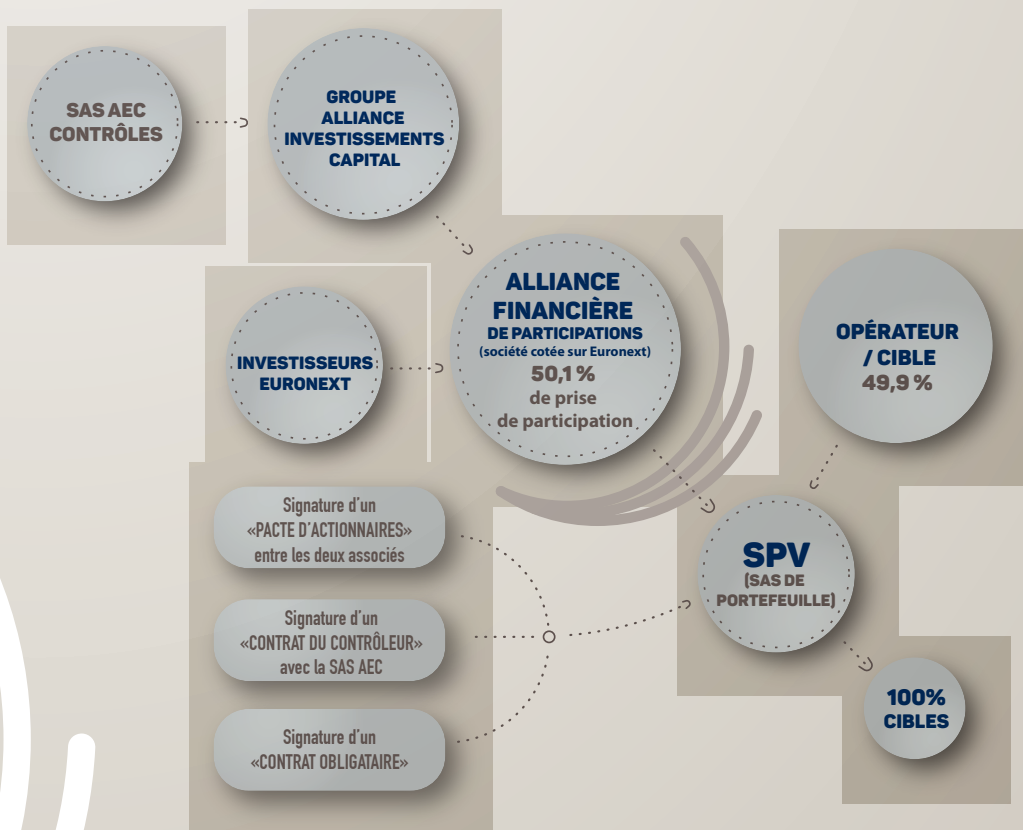 SAS AEC
CONTRÔLES
GROUPE
ALLIANCE
INVESTISSEMENTS
CAPITAL
INVESTISSEURS
EURONEXT
ALLIANCE
FINANCIÈRE
DE PARTICIPATIONS
(société cotée sur Euronext)
50,1 %
de prise
de participation
OPÉRATEUR
/ CIBLE
49,9 %
Signature d'un
«PACTE D'ACTIONNAIRES»
entre les deux associés
Signature d'un
«CONTRAT DU CONTRÔLEUR»
avec la SAS AEC
Signature d'un
«CONTRAT OBLIGATAIRE»
SPV
(SAS DE
PORTEFEUILLE)
100%
CIBLES